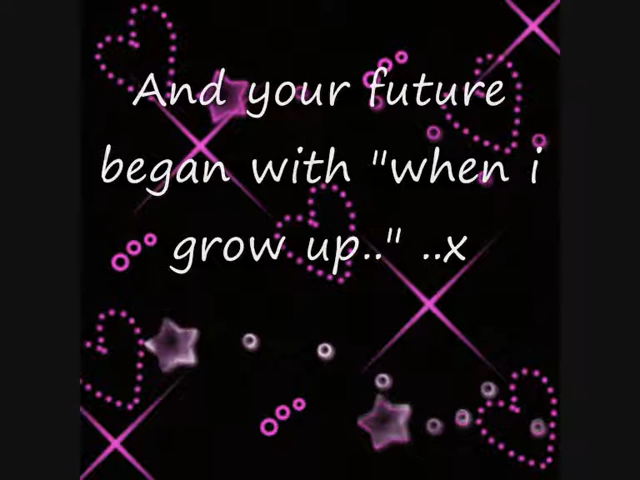 And your future
began with "when i
grow up.." ..x